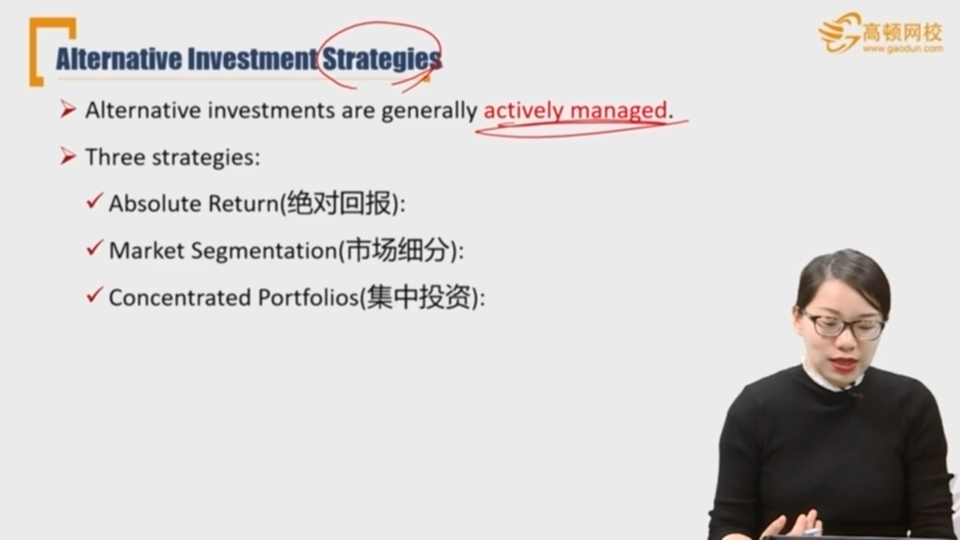 Alternative Investment Strategies
高顿网校
www.gaodun.com
Alternative investments are generally actively managed.
Three strategies:
Absolute Return(绝对回报):
Market Segmentation(市场细分):
Concentrated Portfolios(集中投资):